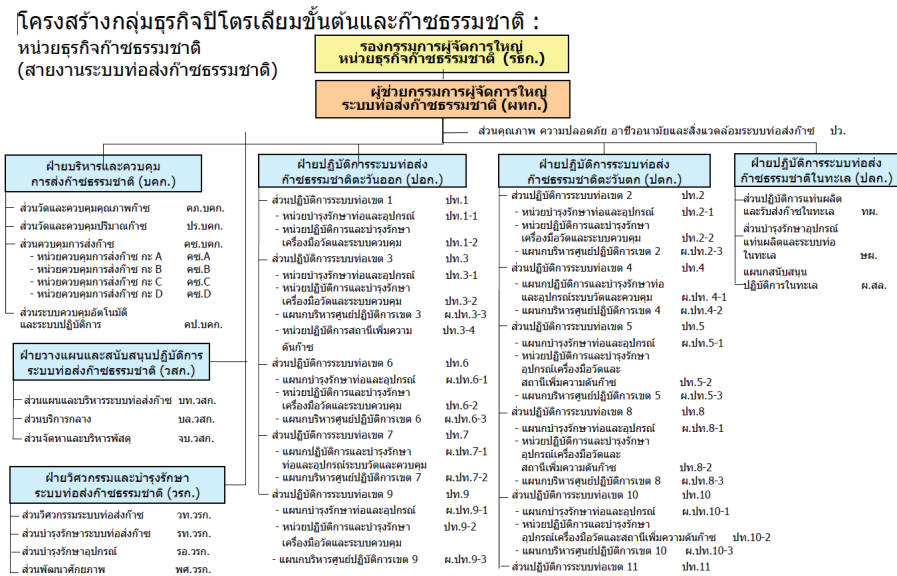 โครงสร้างกลุ่มธุรกิจปิโตรเลียมขั้นต้นและก๊าซธรรมชาติ :
หน่วยธุรกิจก๊าซธรรมชาติ
(สายงานระบบท่อส่งก๊าซธรรมชาติ)
รองกรรมการผู้จัดการใหญ่
หน่วยธุรกิจก๊าซธรรมชาติ (รธก.)
ผู้ช่วยกรรมการผู้จัดการใหญ่
ระบบท่อส่งก๊าซธรรมชาติ (ผทก.)
ส่วนคุณภาพ ความปลอดภัย อาชีวอนามัยและสิ่งแวดล้อมระบบท่อส่งก๊าซ ปว.
ฝ่ายบริหารและควบคุม
การส่งก๊าซธรรมชาติ (บคก.)
ส่วนวัดและควบคุมคุณภาพก๊าซ คภ.บคก.
ส่วนวัดและควบคุมปริมาณก๊าซ ปร.บคก.
ส่วนควบคุมการส่งก๊าซ คซ.บคก.
- หน่วยควบคุมการส่งก๊าซ กะ A คซ.A
- หน่วยควบคุมการส่งก๊าซ กะ B คซ.B
- หน่วยควบคุมการส่งก๊าซ กะ C คซ.C
- หน่วยควบคุมการส่งก๊าซ กะ D คซ.D
ส่วนระบบควบคุมอัตโนมัติ
และระบบปฏิบัติการ คป.บคก.
ฝ่ายวางแผนและสนับสนุนปฏิบัติการ
ระบบท่อส่งก๊าซธรรมชาติ (วสก.)
ส่วนแผนและบริหารระบบท่อส่งก๊าซ บท.วสก.
ส่วนบริการกลาง บล.วสก.
ส่วนจัดหาและบริหารพัสดุ จบ.วสก.
ฝ่ายวิศวกรรมและบำรุงรักษา
ระบบท่อส่งก๊าซธรรมชาติ (วรก.)
ส่วนวิศวกรรมระบบท่อส่งก๊าซ วท.วรก.
ส่วนบำรุงรักษาระบบท่อส่งก๊าซ รท.วรก.
ส่วนบำรุงรักษาอุปกรณ์ รอ.วรก.
ส่วนพัฒนาศักยภาพ พศ.วรก.
ฝ่ายปฏิบัติการระบบท่อส่ง
ก๊าซธรรมชาติตะวันออก (ปอก.)
ส่วนปฏิบัติการระบบท่อเขต 1 ปท.1
- หน่วยบำรุงรักษาท่อและอุปกรณ์ ปท.1-1
- หน่วยปฏิบัติการและบำรุงรักษา
เครื่องมือวัดและระบบควบคุม ปท.1-2
ส่วนปฏิบัติการระบบท่อเขต 3 ปท.3
- หน่วยบำรุงรักษาท่อและอุปกรณ์ ปท.3-1
- หน่วยปฏิบัติการและบำรุงรักษา
เครื่องมือวัดและระบบควบคุม ปท.3-2
- แผนกบริหารศูนย์ปฏิบัติการเขต 3 ผ.ปท.3-3
- หน่วยปฏิบัติการสถานีเพิ่มความ ปท.3-4
ดันก๊าซ
ส่วนปฏิบัติการระบบท่อเขต 6 ปท.6
- แผนกบำรุงรักษาท่อและอุปกรณ์ ผ.ปท.6-1
- หน่วยปฏิบัติการและบำรุงรักษา
เครื่องมือวัดและระบบควบคุม ปท.6-2
- แผนกบริหารศูนย์ปฏิบัติการเขต 6 ผ.ปท.6-3
ส่วนปฏิบัติการระบบท่อเขต 7 ปท.7
- แผนกปฏิบัติการและบำรุงรักษา ผ.ปท.7-1
ท่อและอุปกรณ์ระบบวัดและควบคุม
- แผนกบริหารศูนย์ปฏิบัติการเขต 7 ผ.ปท.7-2
ส่วนปฏิบัติการระบบท่อเขต 9 ปท.9
- แผนกบำรุงรักษาท่อและอุปกรณ์ ผ.ปท.9-1
- หน่วยปฏิบัติการและบำรุงรักษา ปท.9-2
เครื่องมือวัดและระบบควบคุม
- แผนกบริหารศูนย์ปฏิบัติการเขต 9 ผ.ปท.9-3
ฝ่ายปฏิบัติการระบบท่อส่ง
ก๊าซธรรมชาติตะวันตก (ปตก.)
ส่วนปฏิบัติการระบบท่อเขต 2 ปท.2
- หน่วยบำรุงรักษาท่อและอุปกรณ์ ปท.2-1
- หน่วยปฏิบัติการและบำรุงรักษา
เครื่องมือวัดและระบบควบคุม ปท.2-2
- แผนกบริหารศูนย์ปฏิบัติการเขต 2 ผ.ปท.2-3
ส่วนปฏิบัติการระบบท่อเขต 4 ปท.4
- แผนกปฏิบัติการและบำรุงรักษาท่อ
และอุปกรณ์ระบบวัดและควบคุม ผ.ปท. 4-1
- แผนกบริหารศูนย์ปฏิบัติการเขต 4 ผ.ปท.4-2
ส่วนปฏิบัติการระบบท่อเขต 5 ปท.5
- แผนกบำรุงรักษาท่อและอุปกรณ์ ผ.ปท.5-1
- หน่วยปฏิบัติการและบำรุงรักษา
อุปกรณ์เครื่องมือวัดและ
สถานีเพิ่มความดันก๊าซ ปท.5-2
- แผนกบริหารศูนย์ปฏิบัติการเขต 5 ผ.ปท.5-3
ส่วนปฏิบัติการระบบท่อเขต 8 ปท.8
- แผนกบำรุงรักษาท่อและอุปกรณ์ ผ.ปท.8-1
- หน่วยปฏิบัติการและบำรุงรักษา
อุปกรณ์เครื่องมือวัดและ
สถานีเพิ่มความดันก๊าซ ปท.8-2
- แผนกบริหารศูนย์ปฏิบัติการเขต 8 ผ.ปท.8-3
ส่วนปฏิบัติการระบบท่อเขต 10 ปท.10
- แผนกบำรุงรักษาท่อและอุปกรณ์ ผ.ปท.10-1
- หน่วยปฏิบัติการและบำรุงรักษา
อุปกรณ์เครื่องมือวัดและสถานีเพิ่มความดันก๊าซ ปท.10-2
- แผนกบริหารศูนย์ปฏิบัติการเขต 10 ผ.ปท.10-3
ส่วนปฏิบัติการระบบท่อเขต 11 ปท.11
ฝ่ายปฏิบัติการระบบท่อส่ง
ก๊าซธรรมชาติในทะเล (ปลก.)
ส่วนปฏิบัติการแท่นผลิต
และรับส่งก๊าซในทะเล ทผ.
ส่วนบำรุงรักษาอุปกรณ์
แท่นผลิตและระบบท่อ
ในทะเล ษผ.
แผนกสนับสนุน
ปฏิบัติการในทะเล ผ.สล.